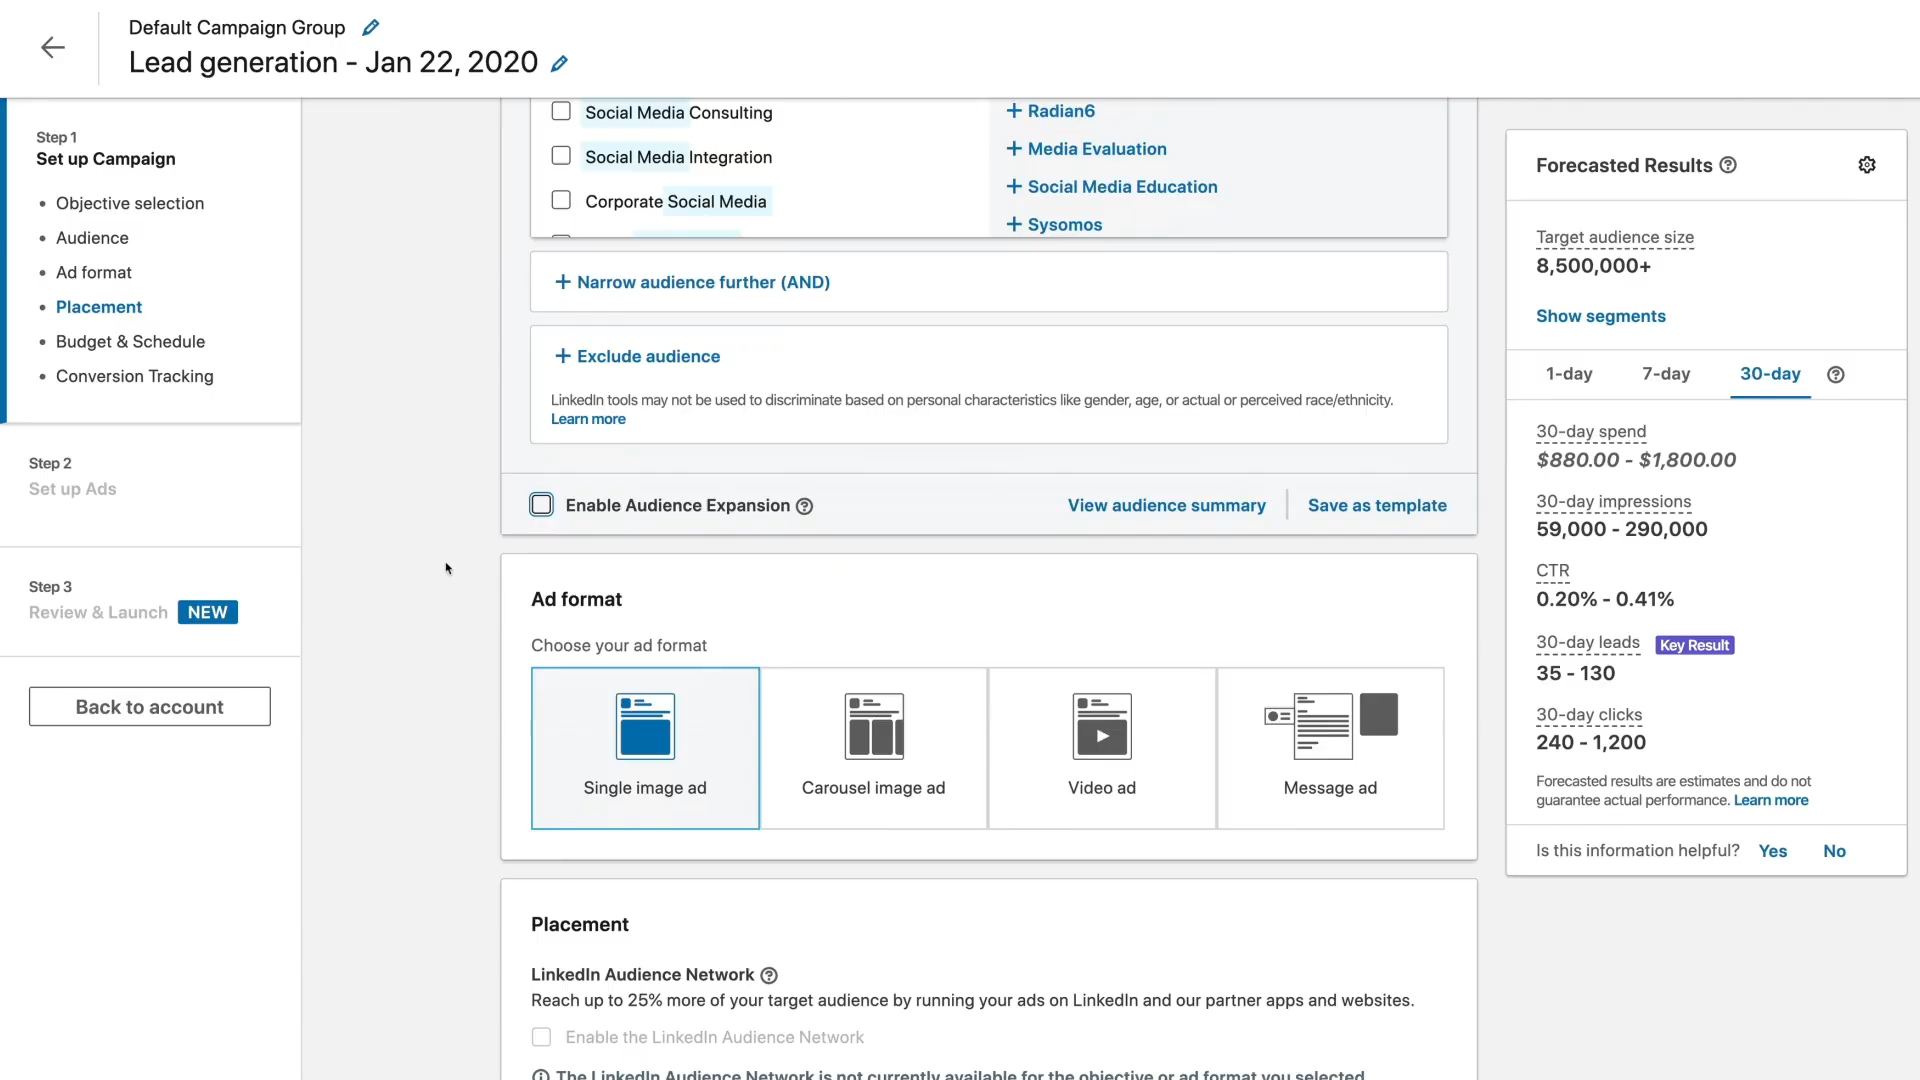 Default Campaign Group
Lead generation - Jan 22, 2020
Step 1
Set up Campaign
Objective selection
Audience
Ad format
Placement
Budget & Schedule
Conversion Tracking
Step 2
Set up Ads
Step 3
Review & Launch NEW
Back to account
Social Media Consulting
Social Media Integration
Corporate Social Media
+ Radian6
+ Media Evaluation
+ Social Media Education
+ Sysomos
+ Narrow audience further (AND)
+ Exclude audience
LinkedIn tools may not be used to discriminate based on personal characteristics like gender, age, or actual or perceived race/ethnicity.
Learn more
Enable Audience Expansion
View audience summary
Save as template
Ad format
Choose your ad format
Single image ad
Carousel image ad
Video ad
Message ad
Placement
LinkedIn Audience Network
Reach up to 25% more of your target audience by running your ads on LinkedIn and our partner apps and websites.
Enable the LinkedIn Audience Network
The LinkedIn Audience Network is not currently available for the objective or ad format you selected
Forecasted Results
Target audience size
8,500,000+
Show segments
1-day 7-day 30-day
30-day spend
$880.00 - $1,800.00
30-day impressions
59,000 - 290,000
CTR
0.20% - 0.41%
30-day leads Key Result
35 - 130
30-day clicks
240 - 1,200
Forecasted results are estimates and do not
guarantee actual performance. Learn more
Is this information helpful? Yes No